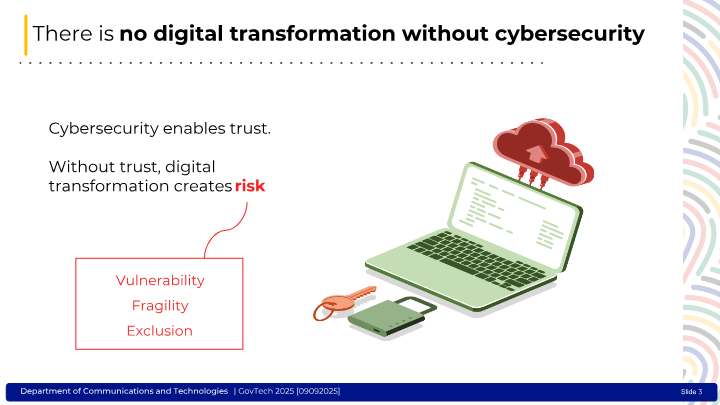 There is no digital transformation without cybersecurity
Cybersecurity enables trust.
Without trust, digital
transformation creates risk
Vulnerability
Fragility
Exclusion
Department of Communications and Technologies | GovTech 2025 [09092025]
Slide 3